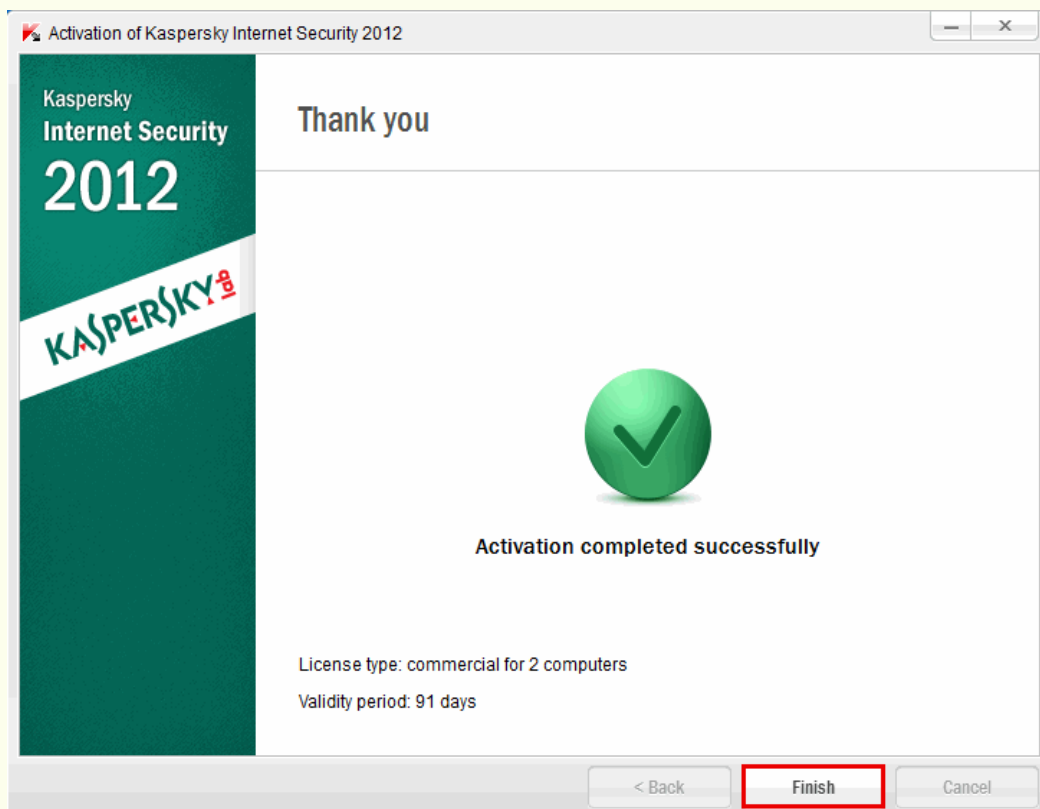 Activation of Kaspersky Internet Security 2012
Kaspersky
Internet Security
2012
KASPERSKY lab
Thank you
Activation completed successfully
License type: commercial for 2 computers
Validity period: 91 days
< Back
Finish
Cancel